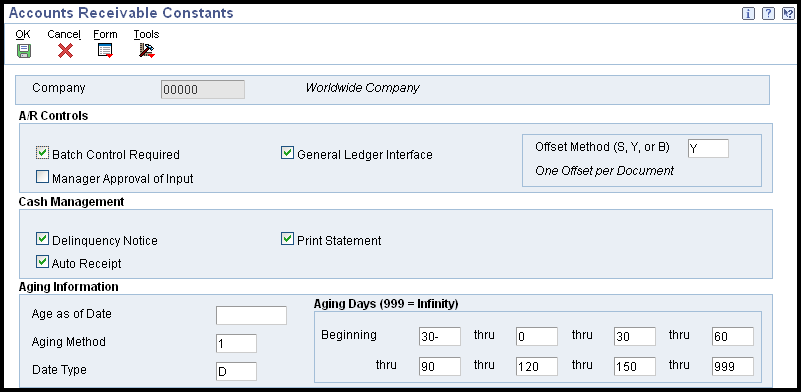 Accounts Receivable Constants
OK Cancel Form Tools
Company 00000 Worldwide Company
A/R Controls
Batch Control Required General Ledger Interface Offset Method (S, Y, or B) Y
Manager Approval of Input One Offset per Document
Cash Management
Delinquency Notice Print Statement
Auto Receipt
Aging Information
Age as of Date Aging Days (999 = Infinity)
Aging Method 1 Beginning 30- thru 0 thru 30 thru 60
Date Type D thru 90 thru 120 thru 150 thru 999